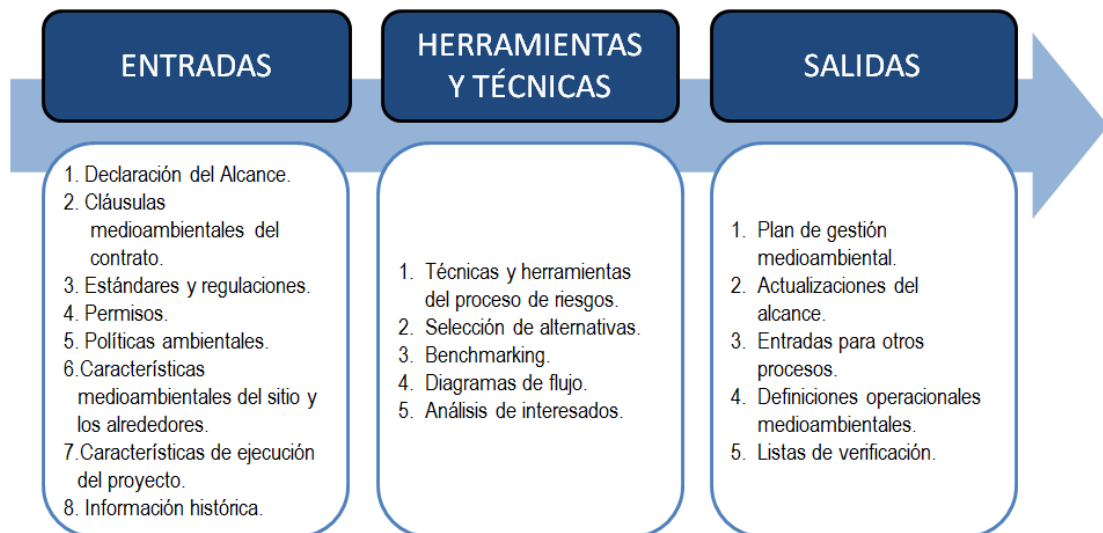 ENTRADAS
1. Declaración del Alcance.
2. Cláusulas
medioambientales del
contrato.
3. Estándares y regulaciones.
4. Permisos.
5. Políticas ambientales.
6.Características
medioambientales del sitio y
los alrededores.
7.Características de ejecución
del proyecto.
8. Información histórica.
HERRAMIENTAS
Y TÉCNICAS
1. Técnicas y herramientas
del proceso de riesgos.
2. Selección de alternativas.
3. Benchmarking.
4. Diagramas de flujo.
5. Análisis de interesados.
SALIDAS
1. Plan de gestión
medioambiental.
2. Actualizaciones del
alcance.
3. Entradas para otros
procesos.
4. Definiciones operacionales
medioambientales.
5. Listas de verificación.